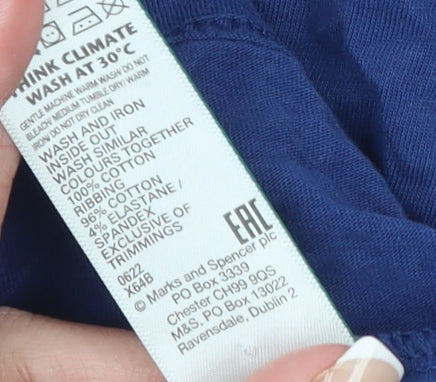 THINK CLIMATE
WASH AT 30°C
GENTLE MACHINE WARM WASH/ DO NOT
BLEACH/ MEDIUM TUMBLE DRY/ WARM
IRON/ DO NOT DRY CLEAN
WASH AND IRON
INSIDE OUT
WASH SIMILAR
COLOURS TOGETHER
100% COTTON
RIBBING
96% COTTON
4% ELASTANE /
SPANDEX
EXCLUSIVE OF
TRIMMINGS
0622
X64B
EAC
© Marks and Spencer plc
PO Box 3339
Chester CH99 9QS
M&S, PO Box 13022
Ravensdale, Dublin 2